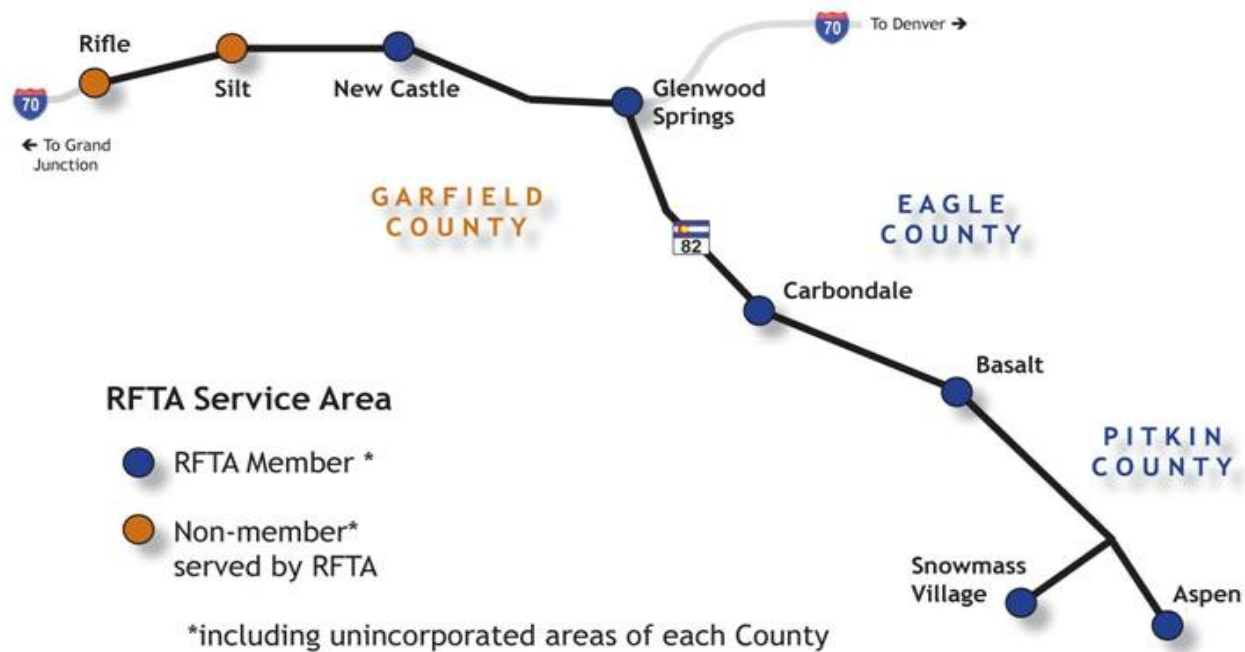 70
To Denver →
Rifle
Silt
New Castle
Glenwood
Springs
70
← To Grand
Junction
GARFIELD
COUNTY
EAGLE
COUNTY
82
Carbondale
Basalt
RFTA Service Area
PITKIN
COUNTY
RFTA Member *
Non-member*
served by RFTA
Snowmass
Village
Aspen
*including unincorporated areas of each County